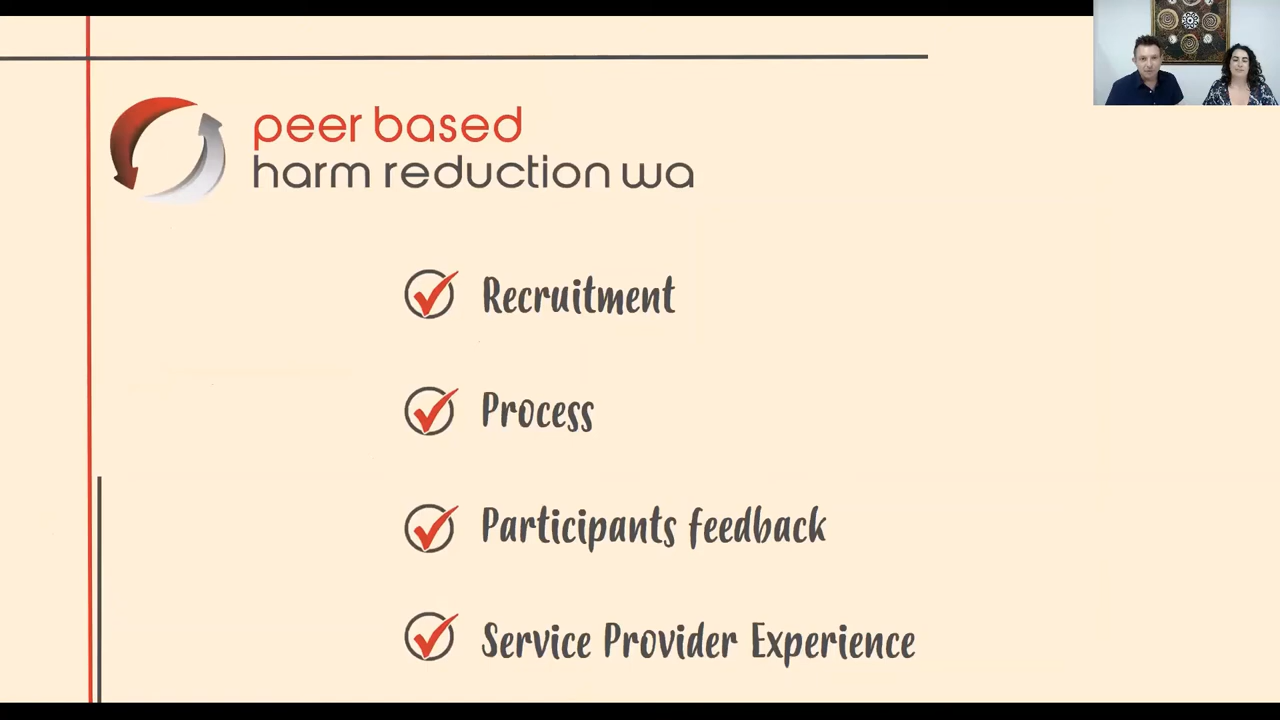 peer based
harm reduction wa
Recruitment
Process
Participants feedback
Service Provider Experience